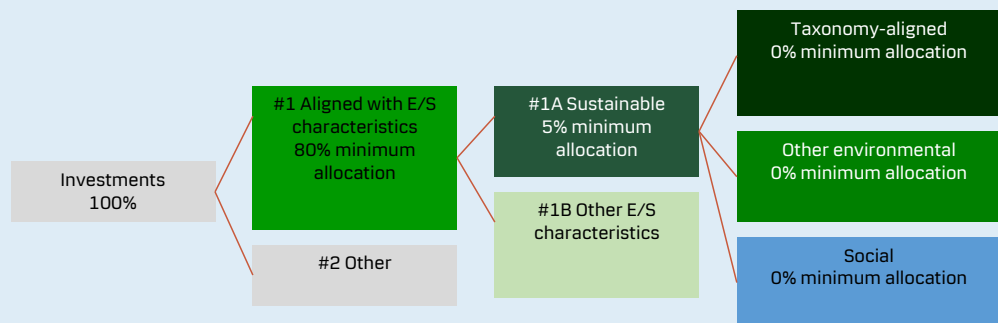 Investments
100%
#1 Aligned with E/S
characteristics
80% minimum
allocation
#2 Other
#1A Sustainable
5% minimum
allocation
#1B Other E/S
characteristics
Taxonomy-aligned
0% minimum allocation
Other environmental
0% minimum allocation
Social
0% minimum allocation